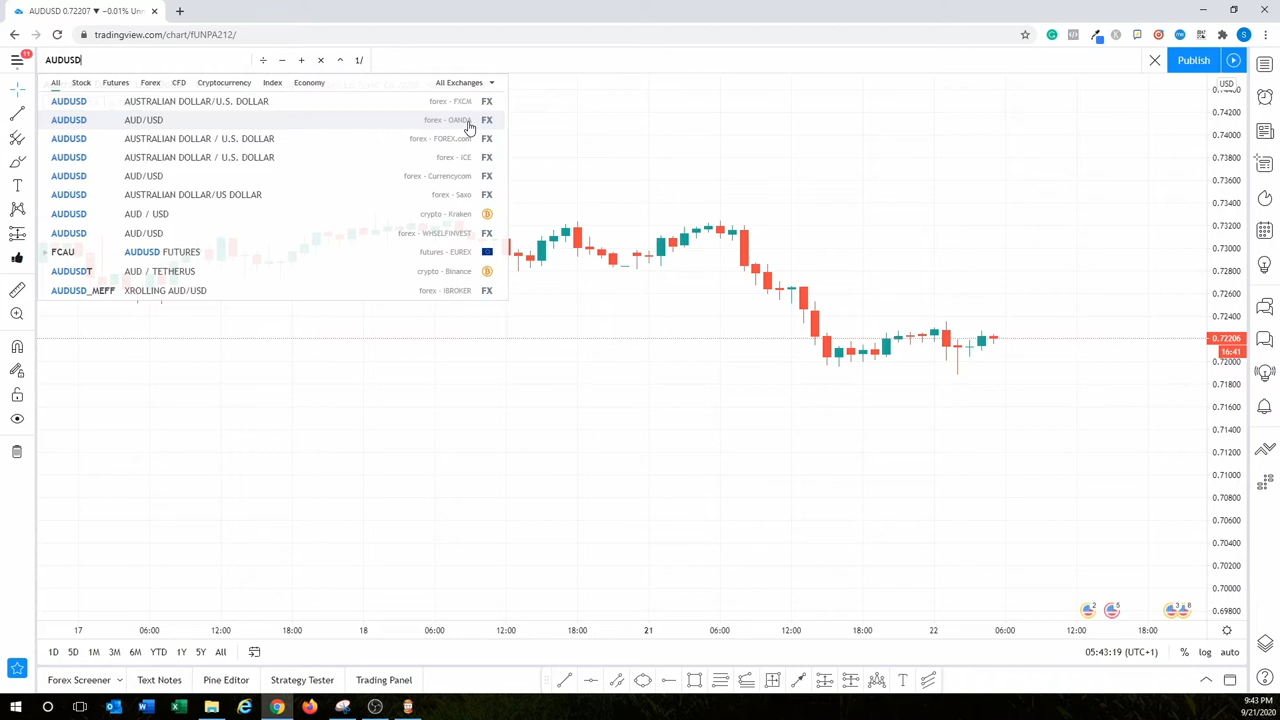 AUDUSD 0.72207 ▼ −0.01% Un
tradingview.com/chart/fUNPA212/
11
AUDUSD
1/
Publish
All Stock Futures Forex CFD Cryptocurrency Index Economy All Exchanges
AUDUSD AUSTRALIAN DOLLAR/U.S. DOLLAR forex - FXCM FX
AUDUSD AUD/USD forex - OANDA FX
AUDUSD AUSTRALIAN DOLLAR / U.S. DOLLAR forex - FOREX.com FX
AUDUSD AUSTRALIAN DOLLAR / U.S. DOLLAR forex - ICE FX
AUDUSD AUD/USD forex - Currencycom FX
AUDUSD AUSTRALIAN DOLLAR/US DOLLAR forex - Saxo FX
AUDUSD AUD / USD crypto - Kraken
AUDUSD AUD/USD forex - WHSELFINVEST FX
FCAU AUDUSD FUTURES futures - EUREX
AUDUSDT AUD / TETHERUS crypto - Binance
AUDUSD_MEFF XROLLING AUD/USD forex - IBROKER FX
USD
0.74200
0.74000
0.73800
0.73600
0.73400
0.73200
0.73000
0.72800
0.72600
0.72400
0.72206
16:41
0.72000
0.71800
0.71600
0.71400
0.71200
0.71000
0.70800
0.70600
0.70400
0.70200
0.70000
0.69800
2 5 3 8
17 06:00 12:00 18:00 18 06:00 12:00 18:00 21 06:00 12:00 18:00 22 06:00 12:00 18:00
1D 5D 1M 3M 6M YTD 1Y 5Y All 05:43:19 (UTC+1) % log auto
Forex Screener Text Notes Pine Editor Strategy Tester Trading Panel
9:43 PM
9/21/2020